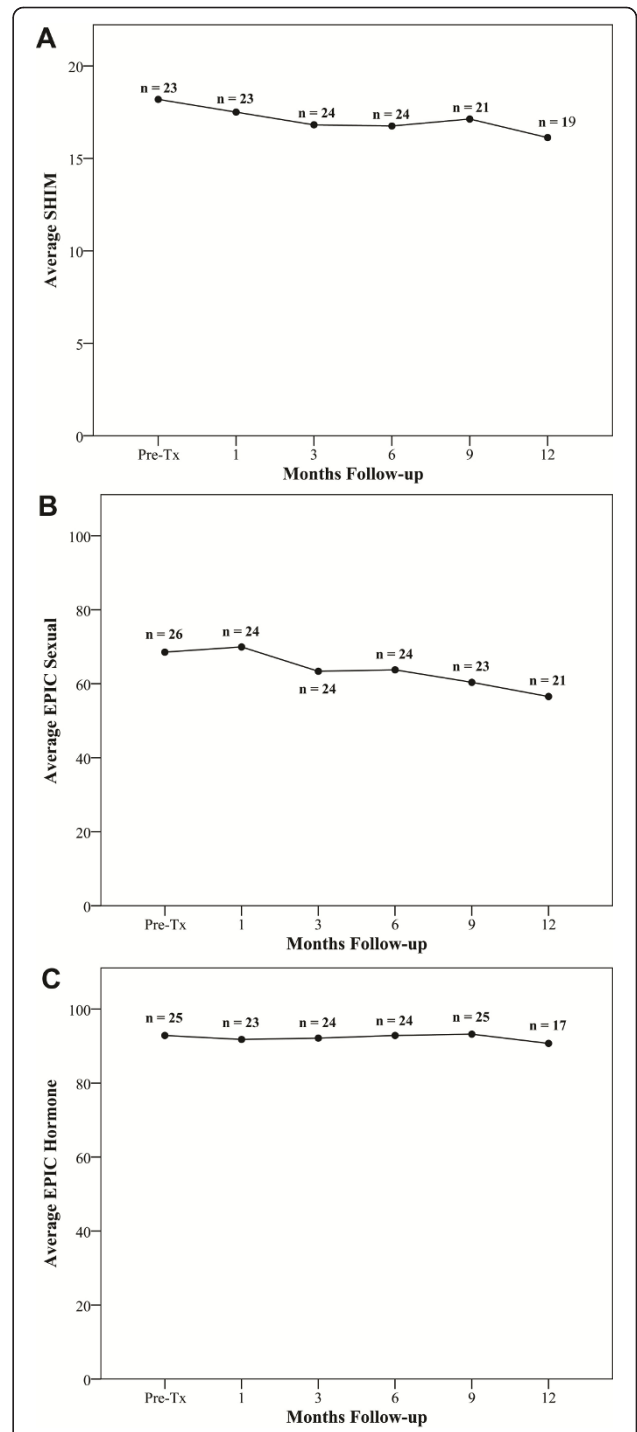 A
20
15
10
5
0
Average SHIM
n = 23
n = 23
n = 24
n = 24
n = 21
n = 19
Pre-Tx 1 3 6 9 12
Months Follow-up
B
100
80
60
40
20
0
Average EPIC Sexual
n = 26
n = 24
n = 24
n = 24
n = 23
n = 21
Pre-Tx 1 3 6 9 12
Months Follow-up
C
100
80
60
40
20
0
Average EPIC Hormone
n = 25
n = 23
n = 24
n = 24
n = 25
n = 17
Pre-Tx 1 3 6 9 12
Months Follow-up